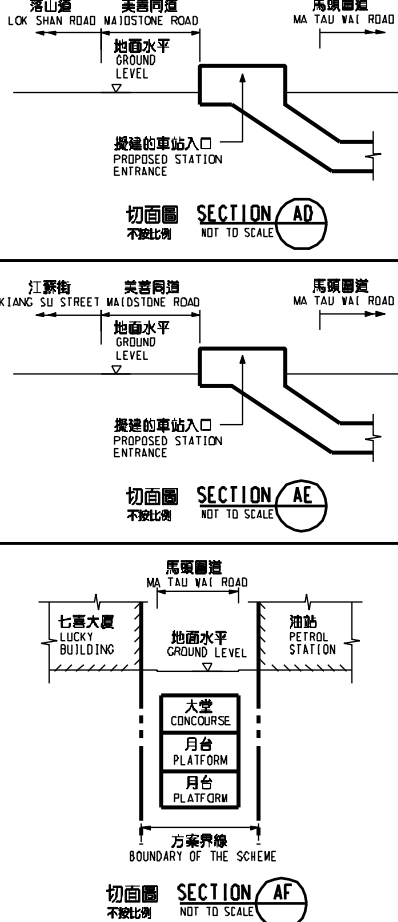 落山道 美善同道 馬頭圍道
LOK SHAN ROAD MAIDSTONE ROAD MA TAU WAI ROAD
地面水平
GROUND
LEVEL
擬建的車站入口
PROPOSED STATION
ENTRANCE
切面圖 SECTION AD
不按比例 NOT TO SCALE
江蘇街 美善同道 馬頭圍道
KIANG SU STREET MAIDSTONE ROAD MA TAU WAI ROAD
地面水平
GROUND
LEVEL
擬建的車站入口
PROPOSED STATION
ENTRANCE
切面圖 SECTION AE
不按比例 NOT TO SCALE
馬頭圍道
MA TAU WAI ROAD
七喜大廈
LUCKY
BUILDING
地面水平
GROUND LEVEL
油站
PETROL
STATION
大堂
CONCOURSE
月台
PLATFORM
月台
PLATFORM
方案界線
BOUNDARY OF THE SCHEME
切面圖 SECTION AF
不按比例 NOT TO SCALE